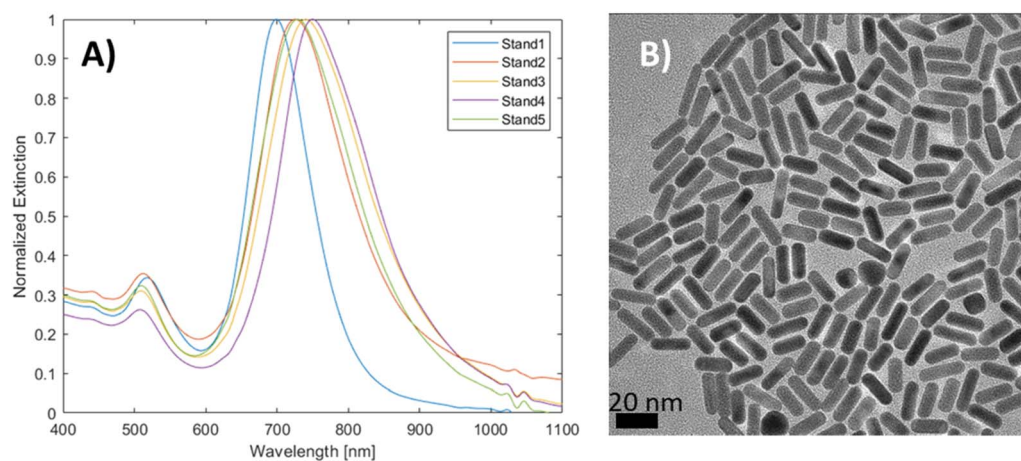 A)
B)
1
0.9
0.8
0.7
0.6
0.5
0.4
0.3
0.2
0.1
0
Normalized Extinction
Stand1
Stand2
Stand3
Stand4
Stand5
400 500 600 700 800 900 1000 1100
Wavelength [nm]
20 nm